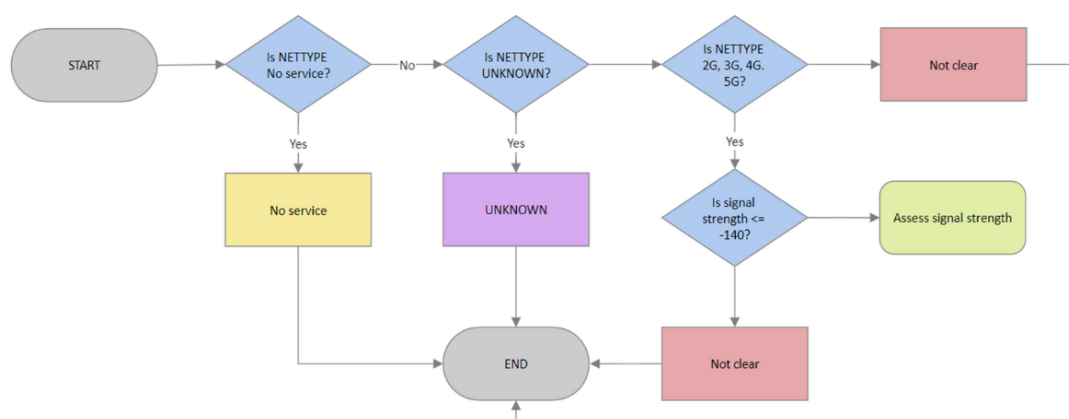 START
Is NETTYPE
No service?
No
Is NETTYPE
UNKNOWN?
Is NETTYPE
2G, 3G, 4G.
5G?
Not clear
Yes
Yes
Yes
No service
UNKNOWN
Is signal
strength <=
-140?
Assess signal strength
END
Not clear